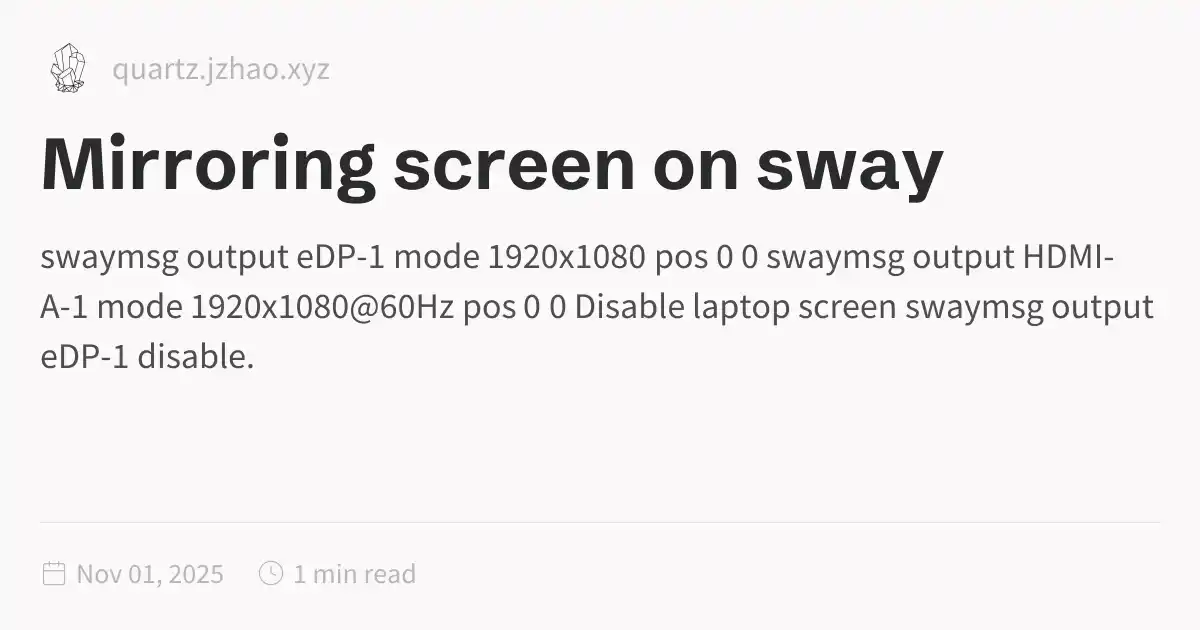 quartz.jzhao.xyz
Mirroring screen on sway
swaymsg output eDP-1 mode 1920x1080 pos 0 0 swaymsg output HDMI-
A-1 mode 1920x1080@60Hz pos 0 0 Disable laptop screen swaymsg output
eDP-1 disable.
Nov 01, 2025 1 min read